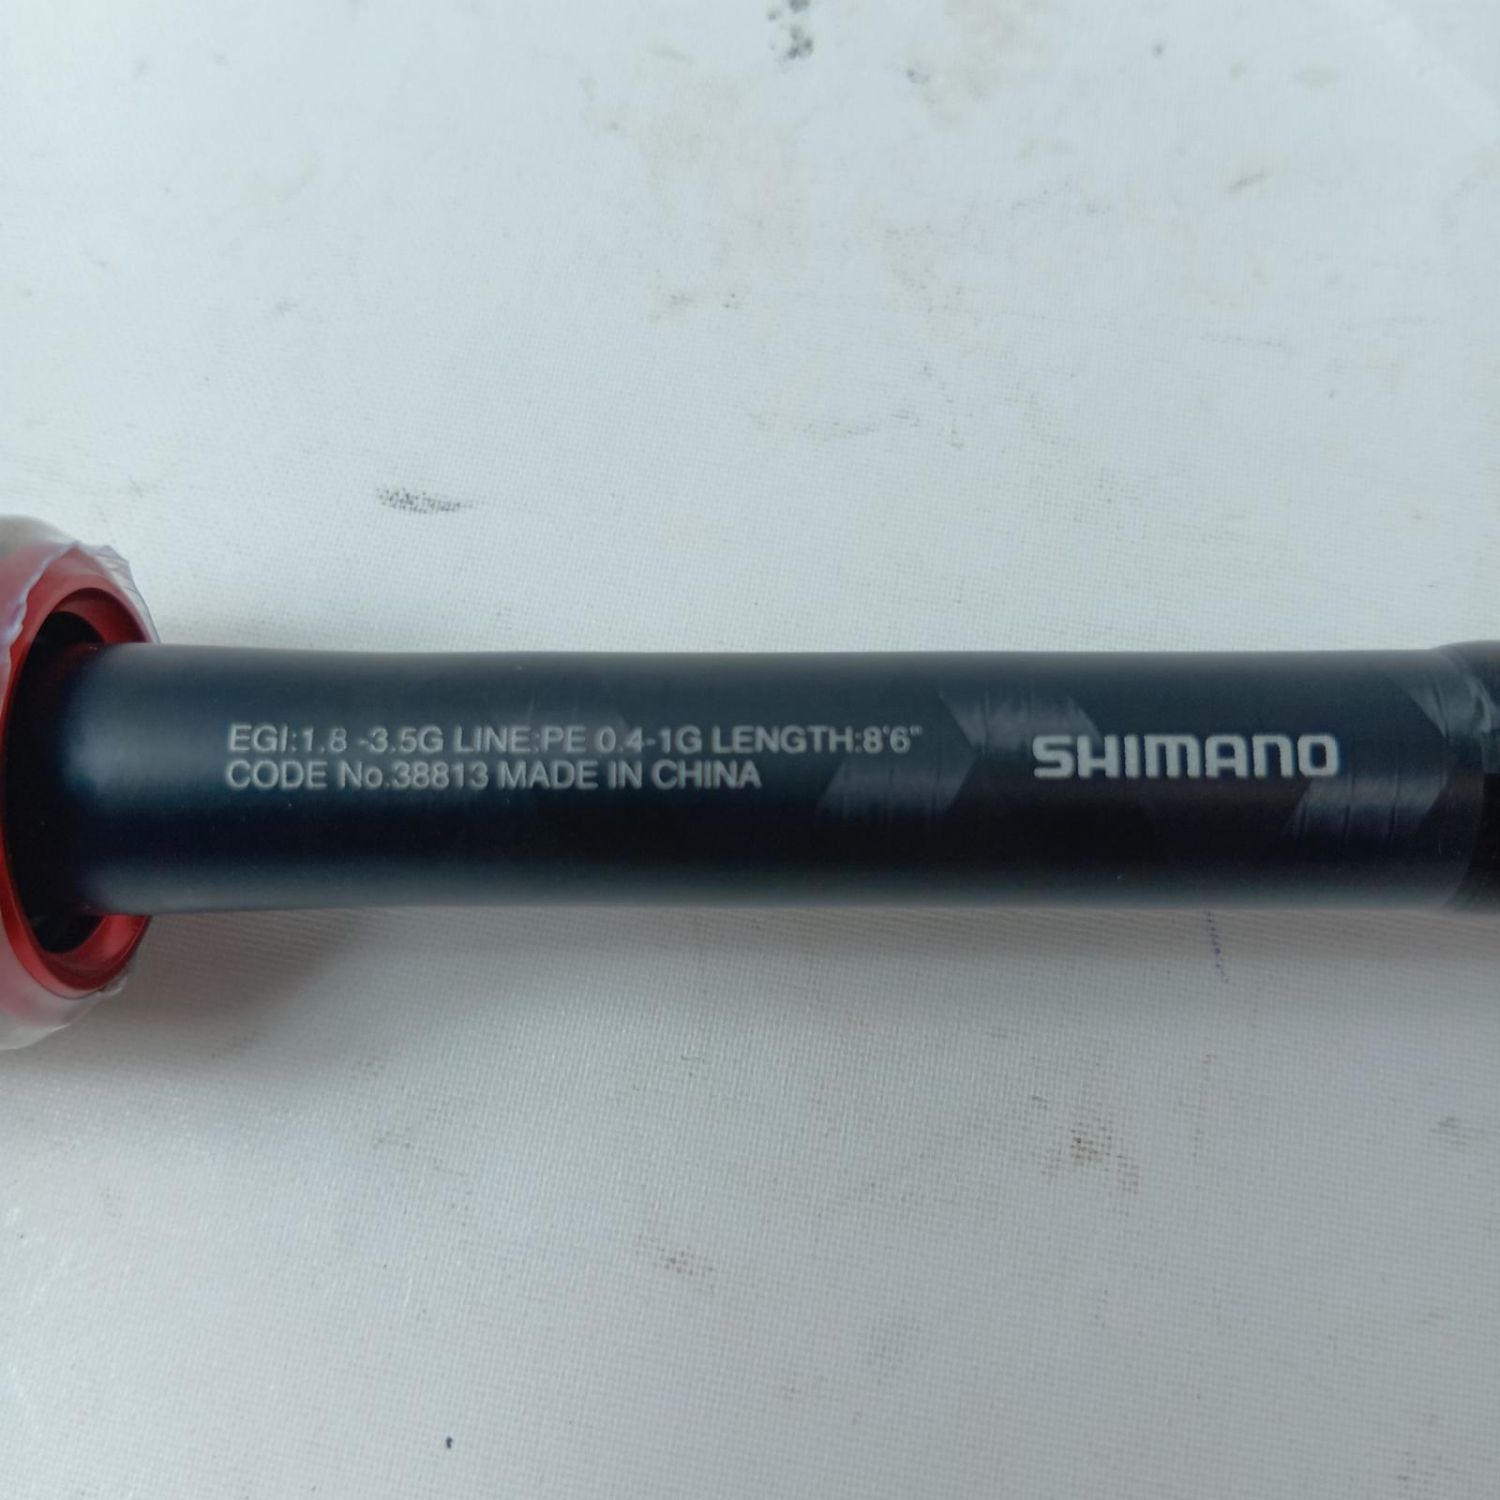 EGI:1.8 -3.5G LINE:PE 0.4-1G LENGTH:8'6"
CODE No.38813 MADE IN CHINA
SHIMANO